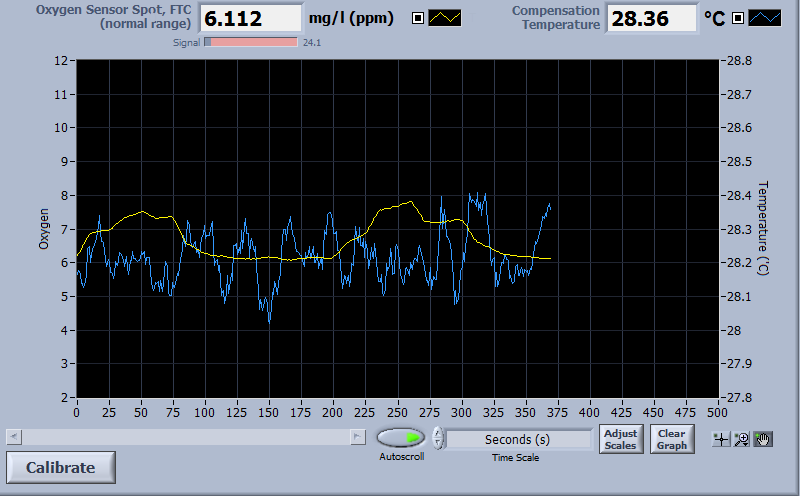 Oxygen Sensor Spot, FTC
(normal range)
6.112
mg/l (ppm)
Compensation
Temperature
28.36
°C
Signal
24.1
12
11
10
9
8
7
6
5
4
3
2
Oxygen
28.8
28.7
28.6
28.5
28.4
28.3
28.2
28.1
28
27.9
27.8
Temperature ('C)
0 25 50 75 100 125 150 175 200 225 250 275 300 325 350 375 400 425 450 475 500
Autoscroll
Seconds (s)
Time Scale
Adjust
Scales
Clear
Graph
Calibrate